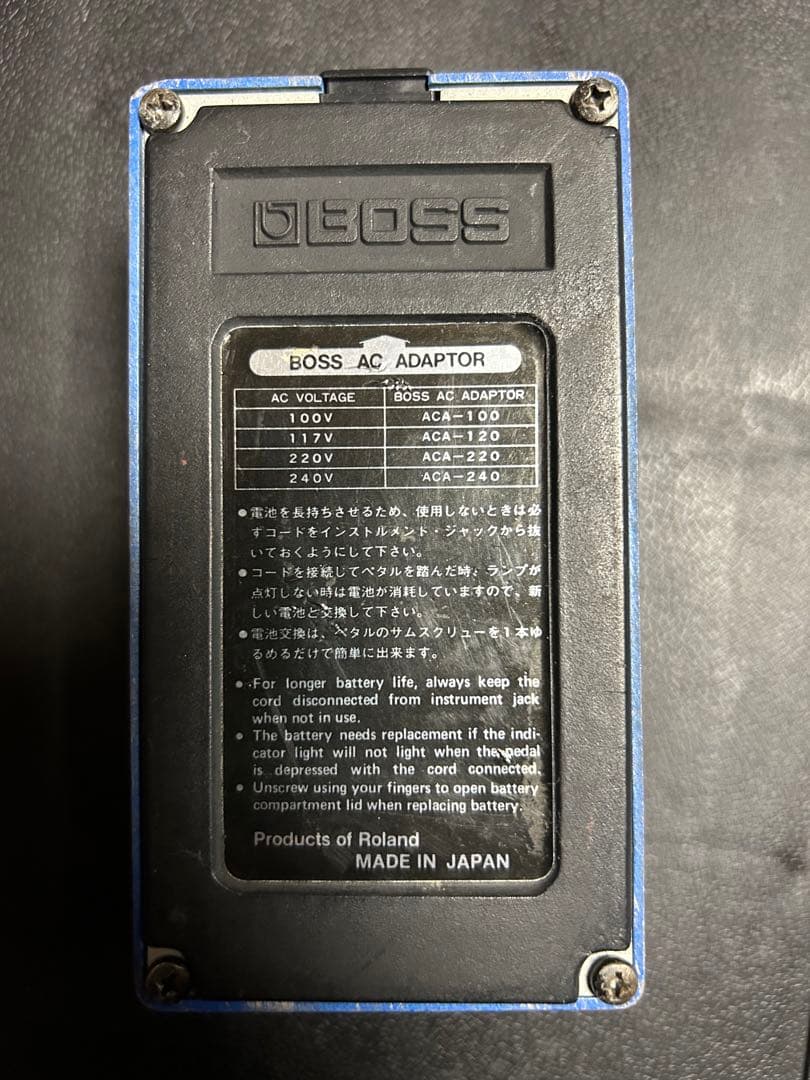 BOSS
BOSS AC ADAPTOR
AC VOLTAGE BOSS AC ADAPTOR
100V ACA-100
117V ACA-120
220V ACA-220
240V ACA-240
●電池を長持ちさせるため、使用しないときは必
ずコードをインストルメント・ジャックから抜
いておくようにして下さい。
●コードを接続してペタルを踏んだ時、ランプが
点灯しない時は電池が消耗していますので、新
しい電池と交換して下さい。
●電池交換は、ペタルのサムスクリューを1本ゆ
るめるだけで簡単に出来ます。
● For longer battery life, always keep the
cord disconnected from instrument jack
when not in use.
● The battery needs replacement if the indi-
cator light will not light when the pedal
is depressed with the cord connected.
● Unscrew using your fingers to open battery
compartment lid when replacing battery.
Products of Roland
MADE IN JAPAN